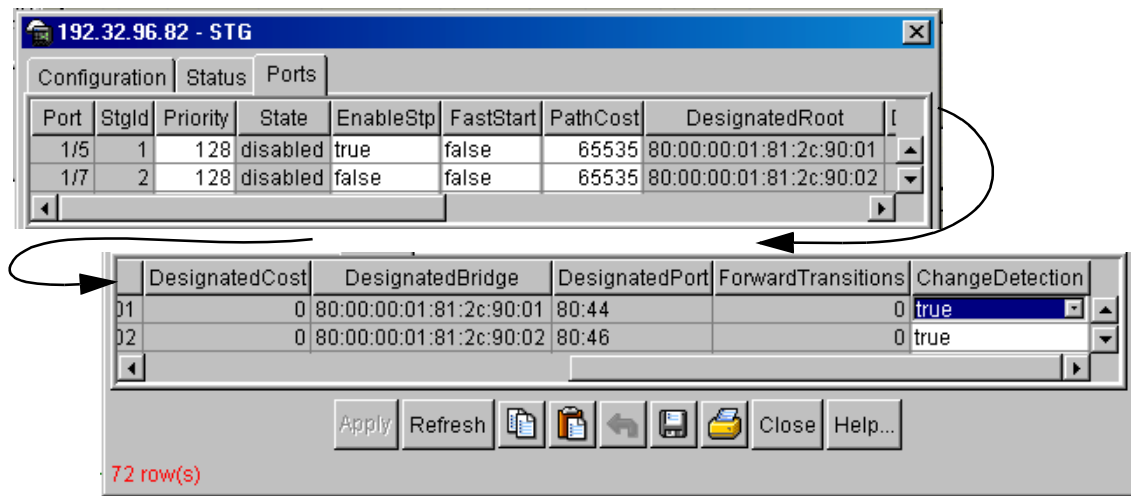 192.32.96.82 - STG
Configuration Status Ports
Port StgId Priority State EnableStp FastStart PathCost DesignatedRoot
1/5 1 128 disabled true false 65535 80:00:00:01:81:2c:90:01
1/7 2 128 disabled false false 65535 80:00:00:01:81:2c:90:02
DesignatedCost DesignatedBridge DesignatedPort ForwardTransitions ChangeDetection
01 0 80:00:00:01:81:2c:90:01 80:44 0 true
02 0 80:00:00:01:81:2c:90:02 80:46 0 true
Apply Refresh Close Help...
72 row(s)